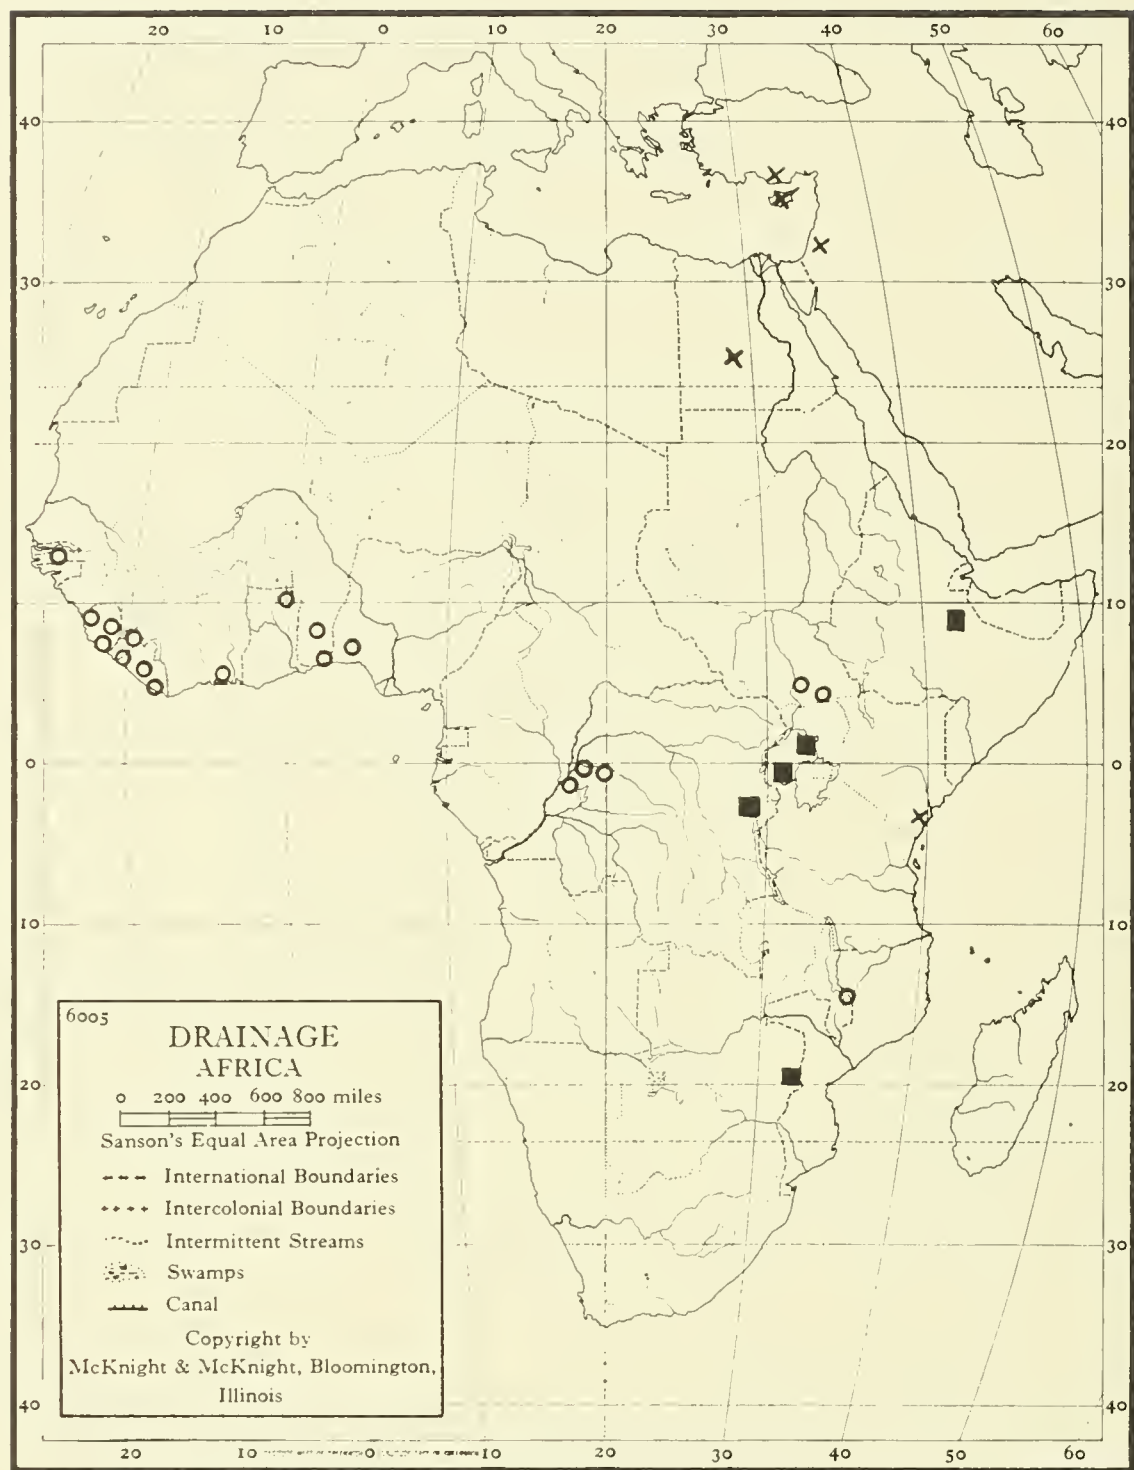 20 10 0 10 20 30 40 50 60
40 40
30 30
20 20
10 10
0 0
10 10
20 20
30 30
40 40
6005
DRAINAGE
AFRICA
0 200 400 600 800 miles
Sanson's Equal Area Projection
International Boundaries
Intercolonial Boundaries
Intermittent Streams
Swamps
Canal
Copyright by
McKnight & McKnight, Bloomington,
Illinois
20 10 0 10 20 30 40 50 60